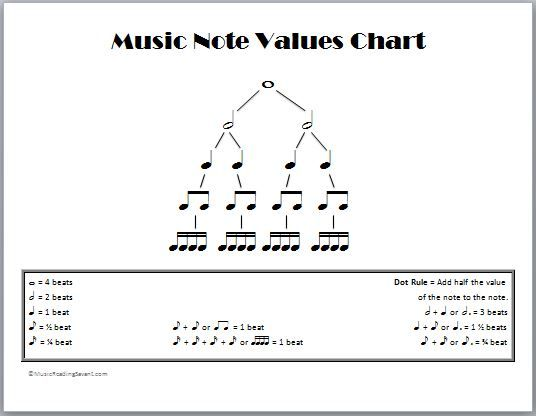 Music Note Values Chart
𝅝 = 4 beats
𝅗𝅥 = 2 beats
♩ = 1 beat
♪ = ½ beat
𝅘𝅥𝅯 = ¼ beat
♪ + ♪ or ♫ = 1 beat
𝅘𝅥𝅯 + 𝅘𝅥𝅯 + 𝅘𝅥𝅯 + 𝅘𝅥𝅯 or ♬♬ = 1 beat
Dot Rule = Add half the value
of the note to the note.
𝅗𝅥 + ♩ or 𝅗𝅥. = 3 beats
♩ + ♪ or ♩. = 1 ½ beats
♪ + 𝅘𝅥𝅯 or ♪. = ¾ beat
©MusicReadingSavant.com